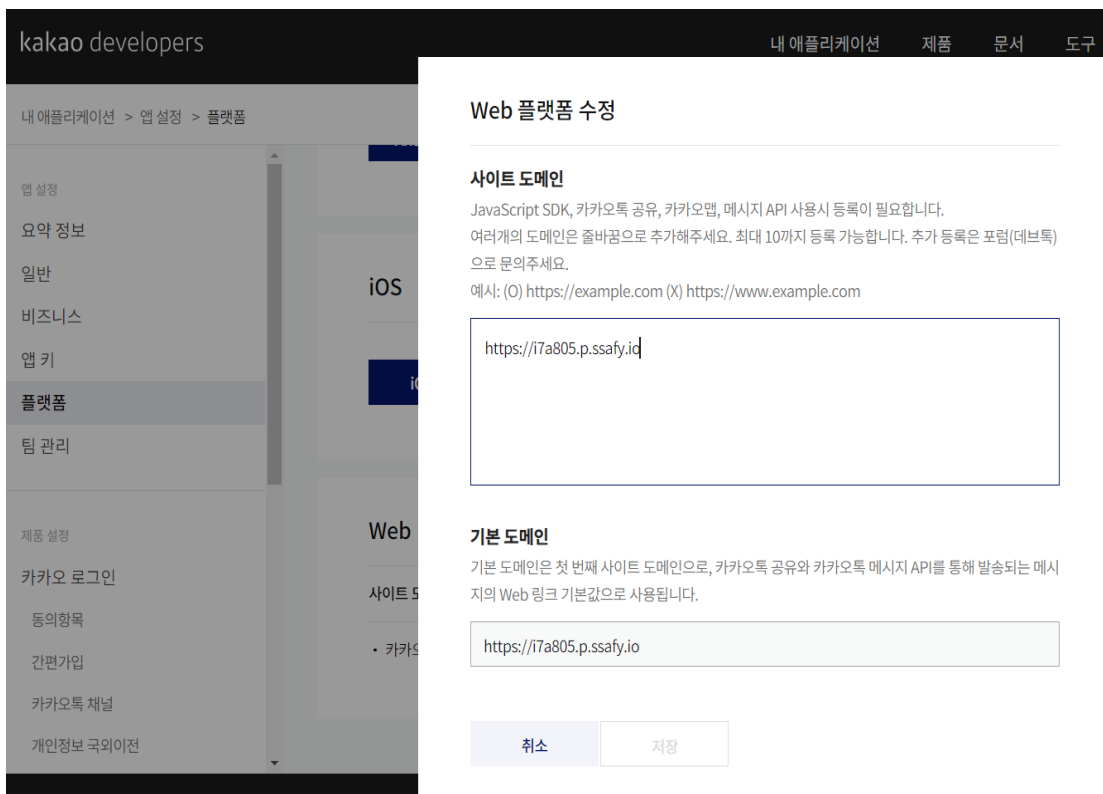 kakao developers
내 애플리케이션 제품 문서 도구
내 애플리케이션 > 앱 설정 > 플랫폼
앱 설정
요약 정보
일반
비즈니스
앱 키
플랫폼
팀 관리
제품 설정
카카오 로그인
동의항목
간편가입
카카오톡 채널
개인정보 국외이전
iOS
Web
사이트
Web 플랫폼 수정
사이트 도메인
JavaScript SDK, 카카오톡 공유, 카카오맵, 메시지 API 사용시 등록이 필요합니다.
여러개의 도메인은 줄바꿈으로 추가해주세요. 최대 10까지 등록 가능합니다. 추가 등록은 포럼(데브톡)
으로 문의주세요.
예시: (O) https://example.com (X) https://www.example.com
https://i7a805.p.ssafy.io
기본 도메인
기본 도메인은 첫 번째 사이트 도메인으로, 카카오톡 공유와 카카오톡 메시지 API를 통해 발송되는 메시
지의 Web 링크 기본값으로 사용됩니다.
https://i7a805.p.ssafy.io
취소 저장